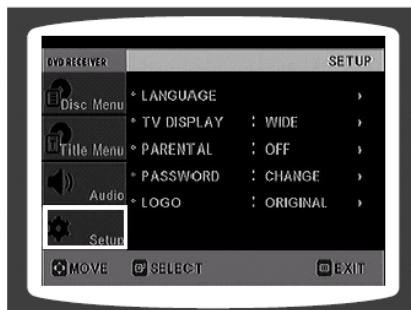 DVD RECEIVER SETUP
Disc Menu
Title Menu
Audio
Setup
LANGUAGE
TV DISPLAY : WIDE
PARENTAL : OFF
PASSWORD : CHANGE
LOGO : ORIGINAL
MOVE SELECT EXIT